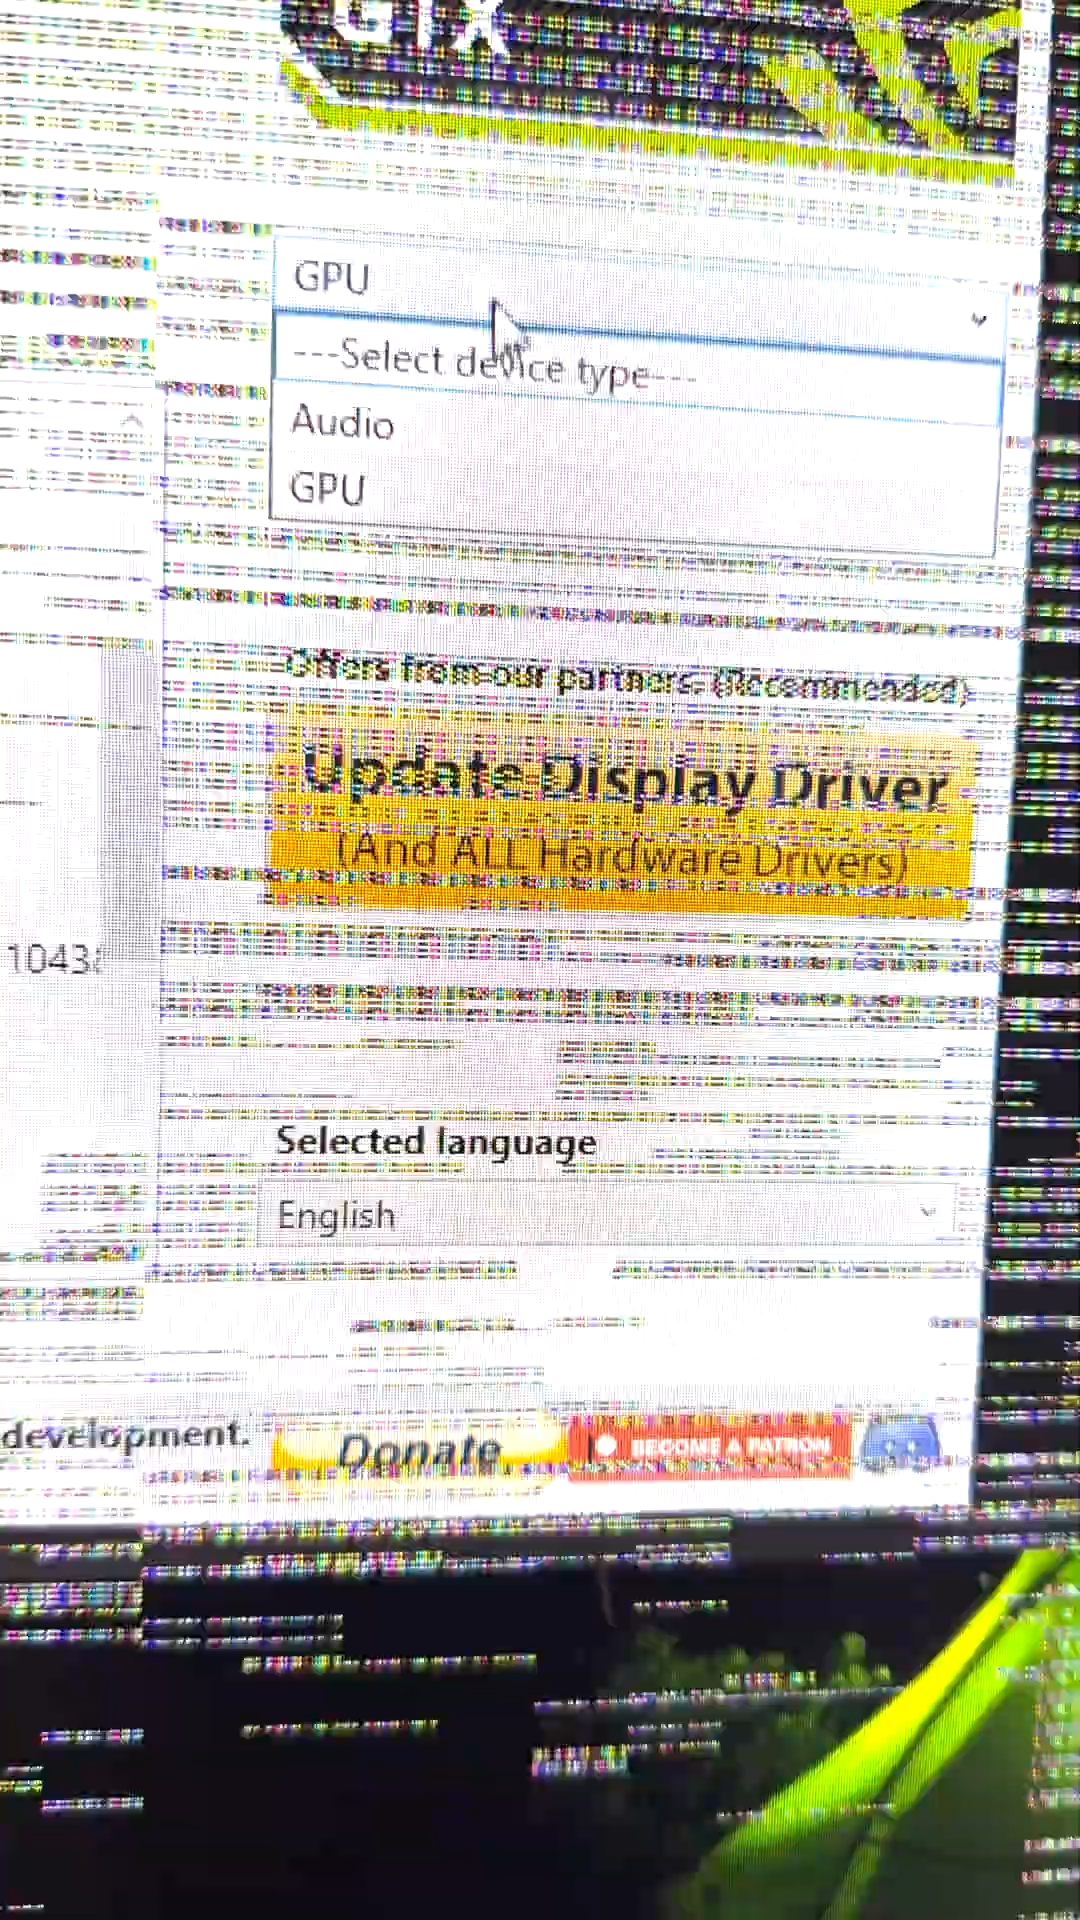 GTX
GPU
---Select device type---
Audio
GPU
Offers from our partners: (Recommended)
Update Display Driver
(And ALL Hardware Drivers)
1043
Selected language
English
development.
Donate
BECOME A PATRON